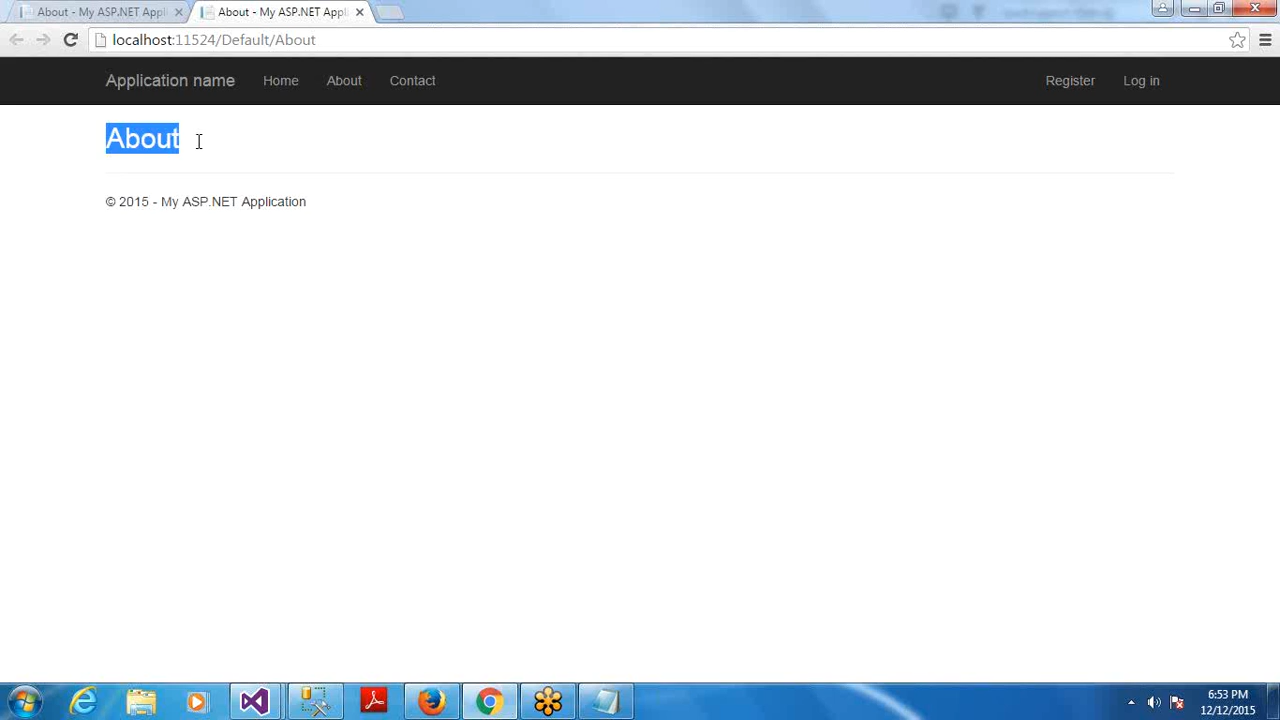 About - My ASP.NET Appl
About - My ASP.NET Appl
localhost:11524/Default/About
Application name Home About Contact Register Log in
About
© 2015 - My ASP.NET Application
6:53 PM
12/12/2015